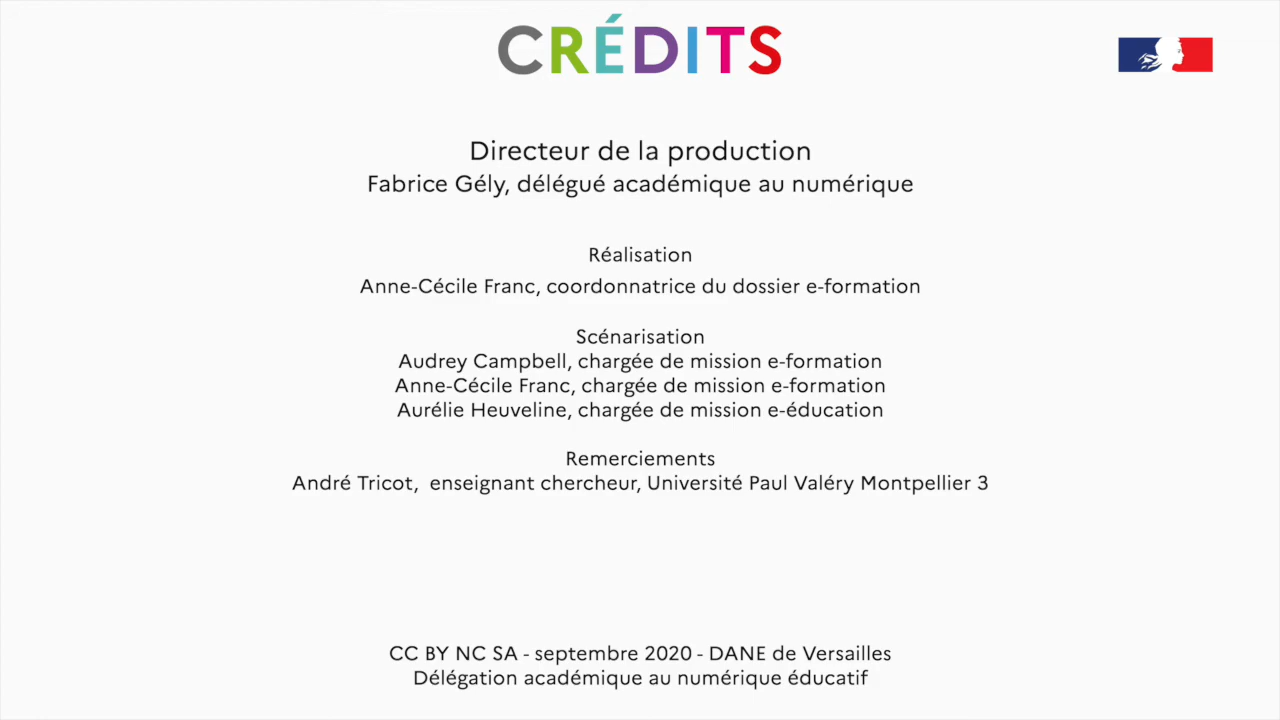 CRÉDITS
Directeur de la production
Fabrice Gély, délégué académique au numérique
Réalisation
Anne-Cécile Franc, coordonnatrice du dossier e-formation
Scénarisation
Audrey Campbell, chargée de mission e-formation
Anne-Cécile Franc, chargée de mission e-formation
Aurélie Heuveline, chargée de mission e-éducation
Remerciements
André Tricot,  enseignant chercheur, Université Paul Valéry Montpellier 3
CC BY NC SA - septembre 2020 - DANE de Versailles
Délégation académique au numérique éducatif